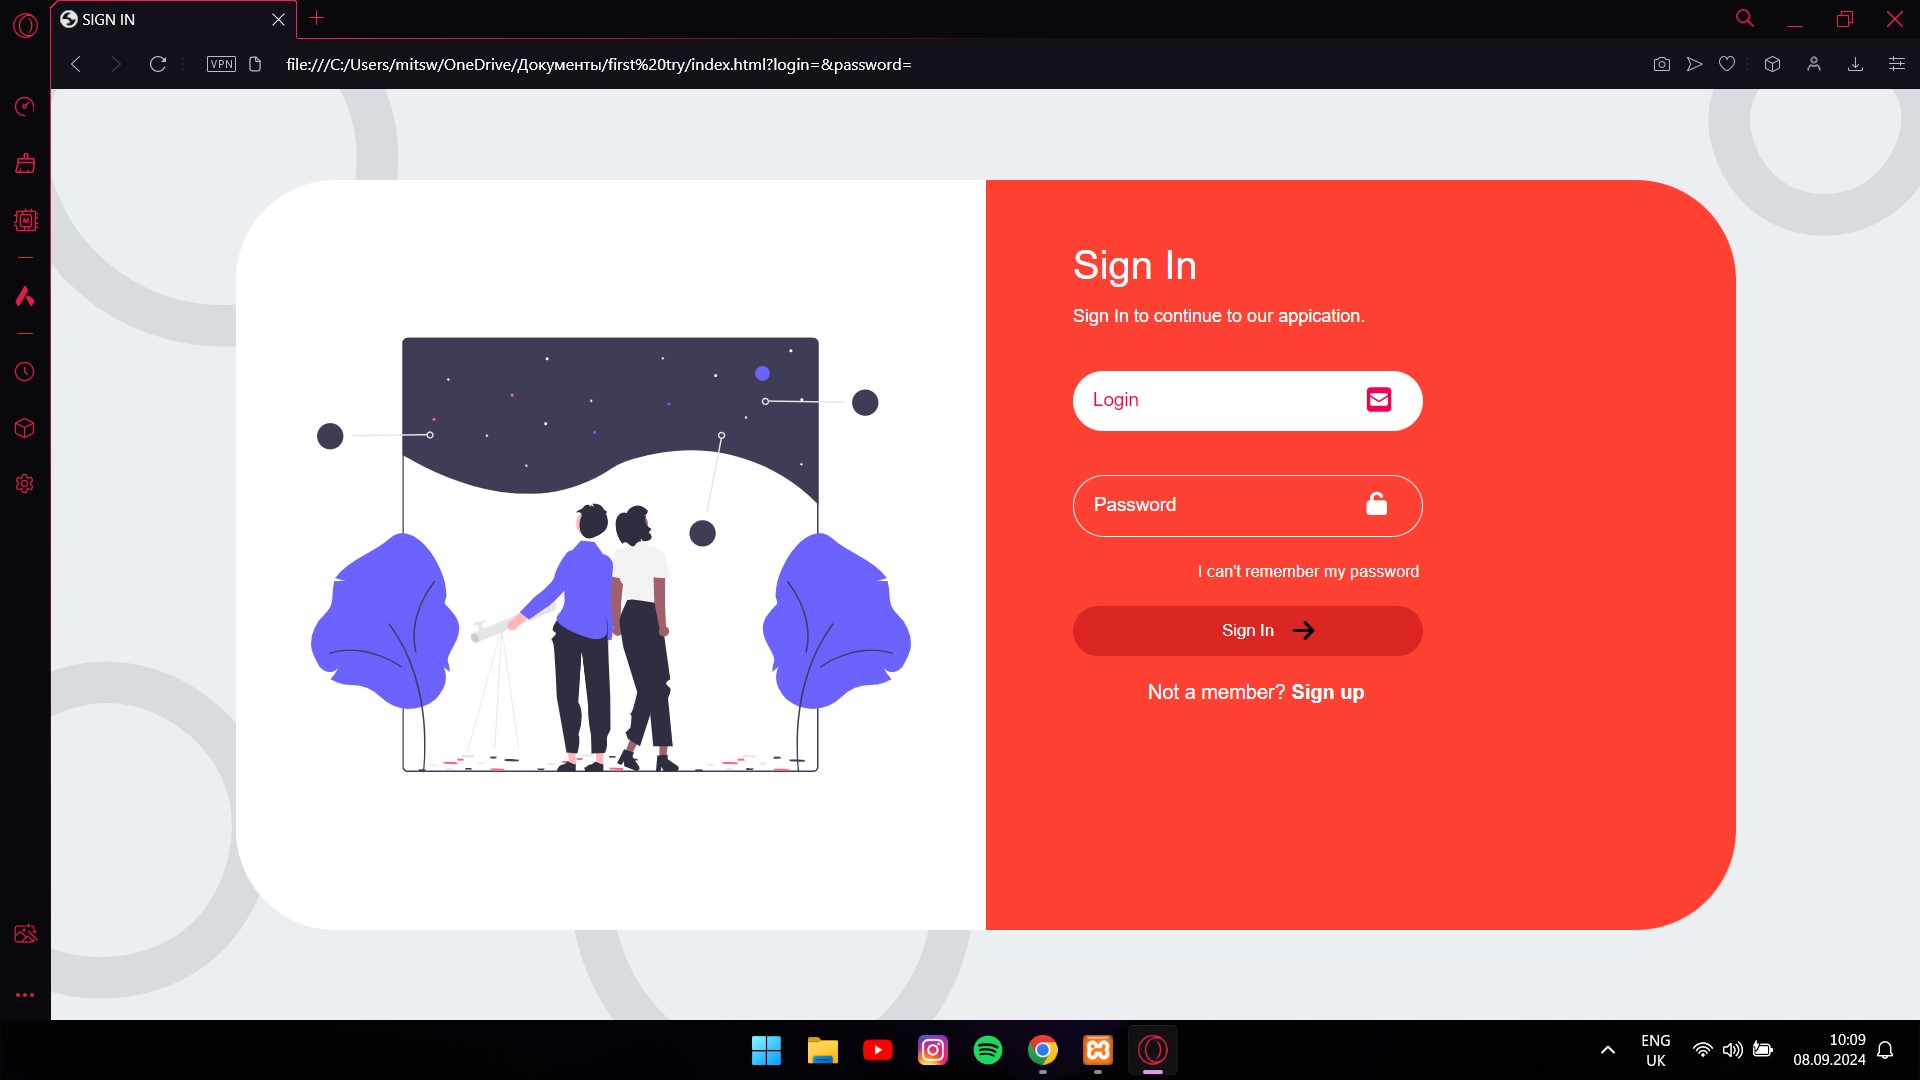 SIGN IN
VPN
file:///C:/Users/mitsw/OneDrive/Документы/first%20try/index.html?login=&password=
M
Sign In
Sign In to continue to our appication.
Login
Password
I can't remember my password
Sign In
Not a member? Sign up
ENG
UK
10:09
08.09.2024